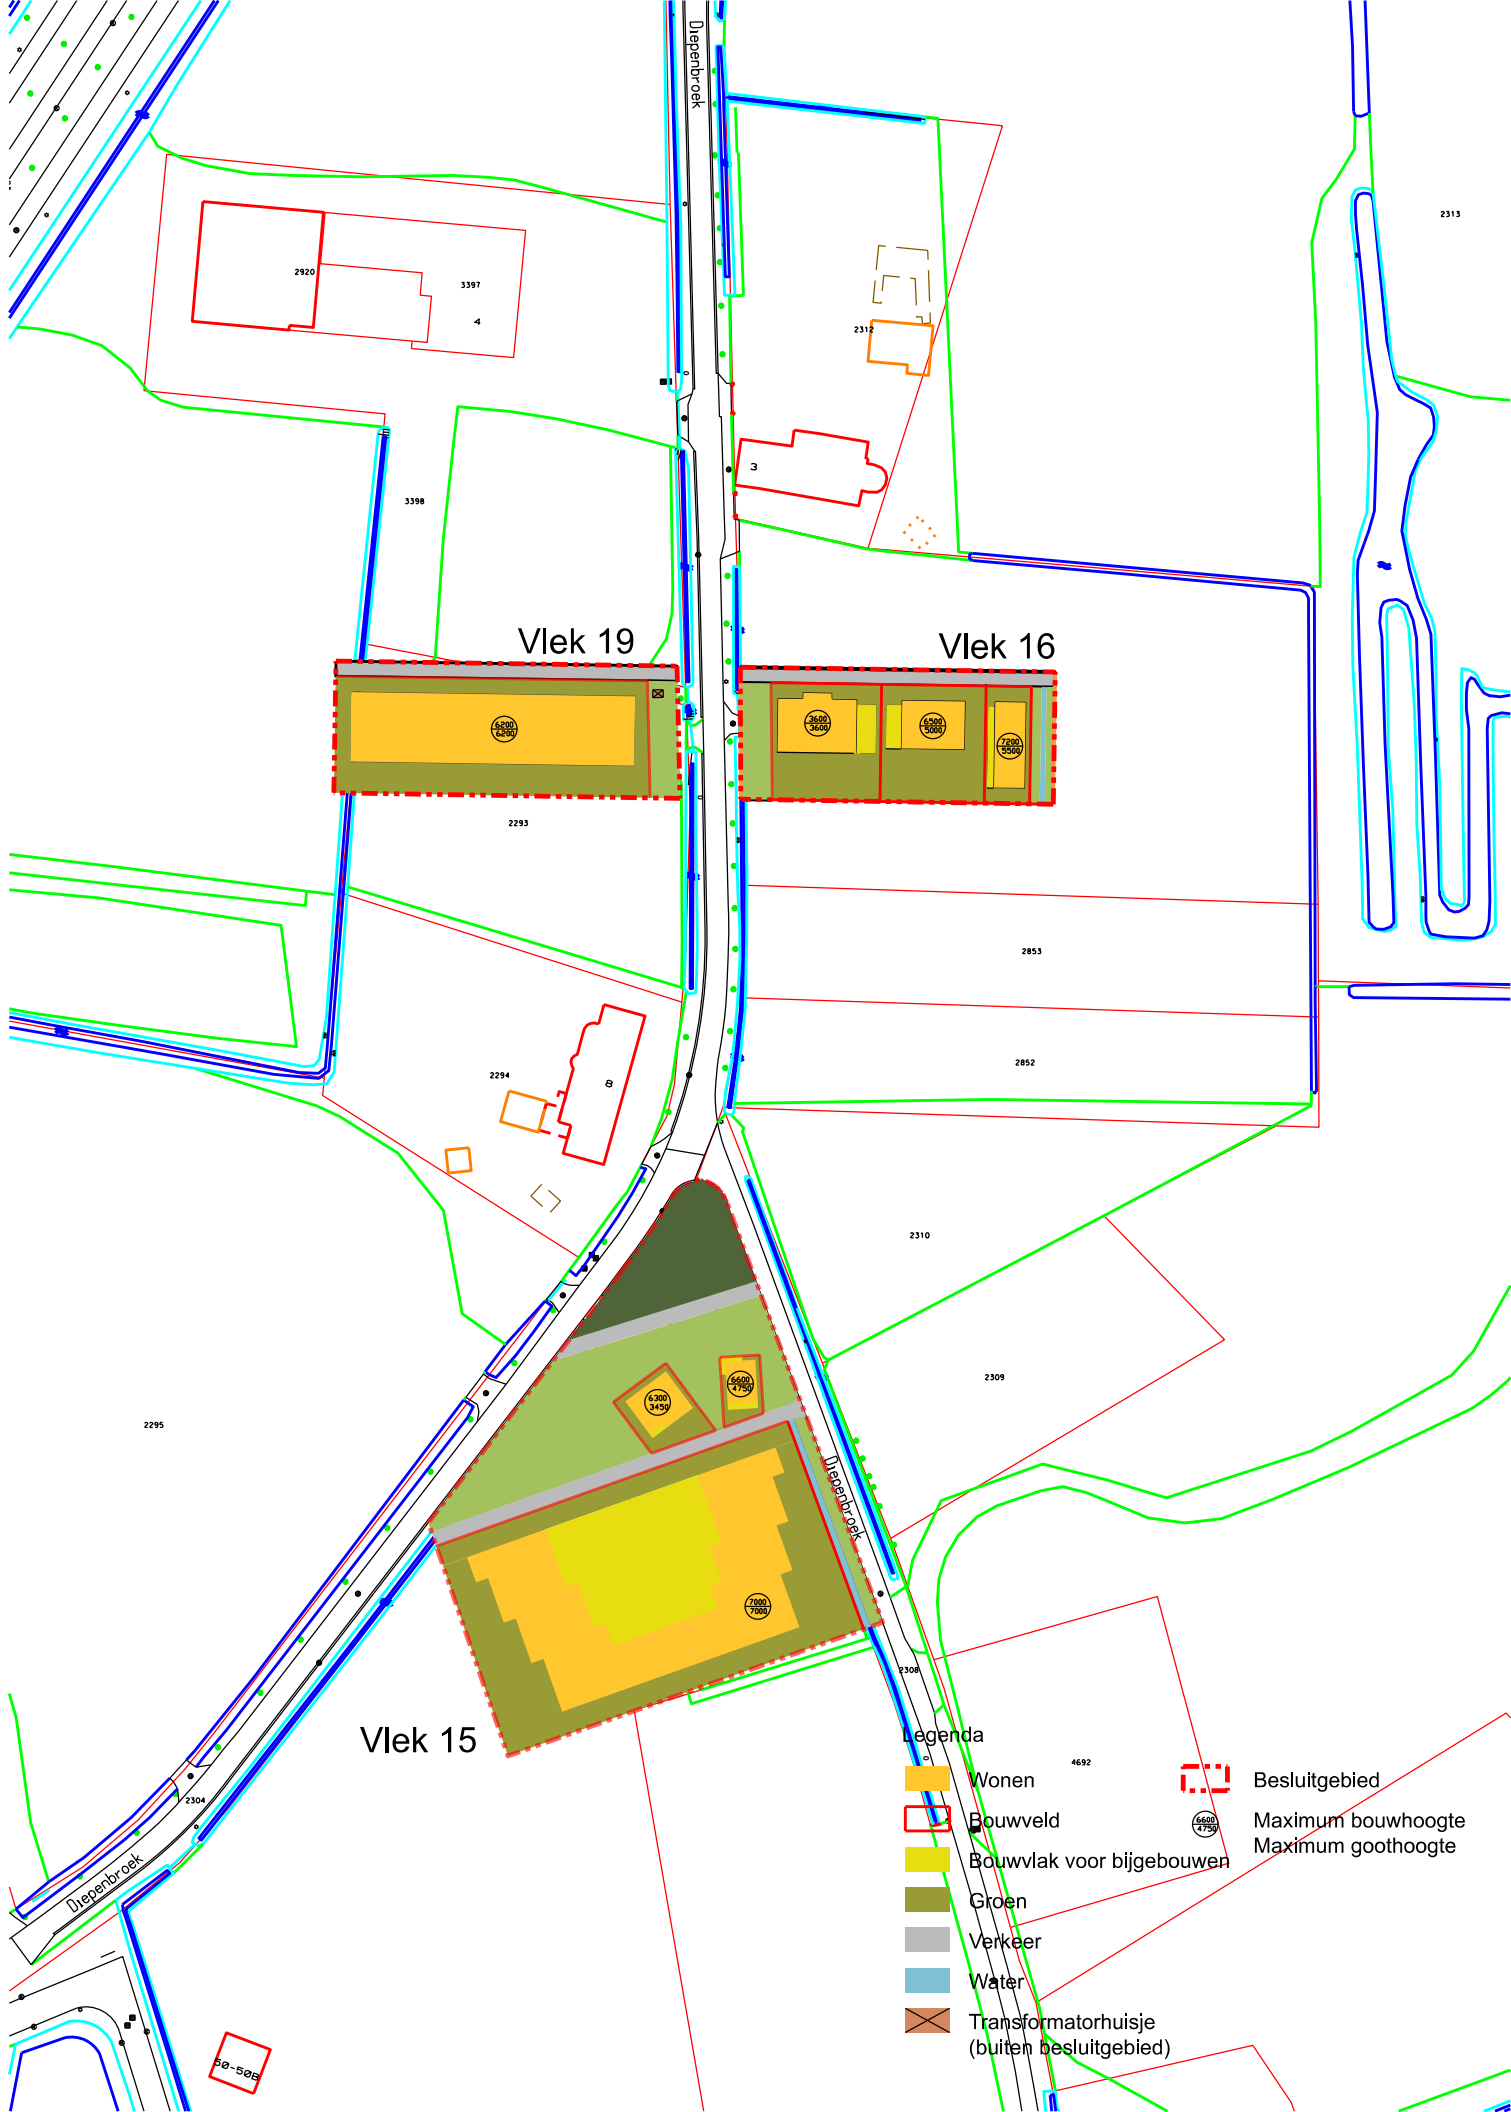 Diepenbroek
2313
2920
3397
4
2312
3
3398
Vlek 19
Vlek 16
6200
6200
3600
3600
6500
5000
7200
5500
2293
2853
2852
2294
8
2310
2309
2295
6300
3450
6600
4750
Diepenbroek
7000
7000
2308
Vlek 15
Legenda
4692
Wonen
Besluitgebied
2304
Bouwveld
6600
4750
Maximum bouwhoogte
Maximum goothoogte
Bouwvlak voor bijgebouwen
Diepenbroek
Groen
Verkeer
Water
Transformatorhuisje
(buiten besluitgebied)
50-50B